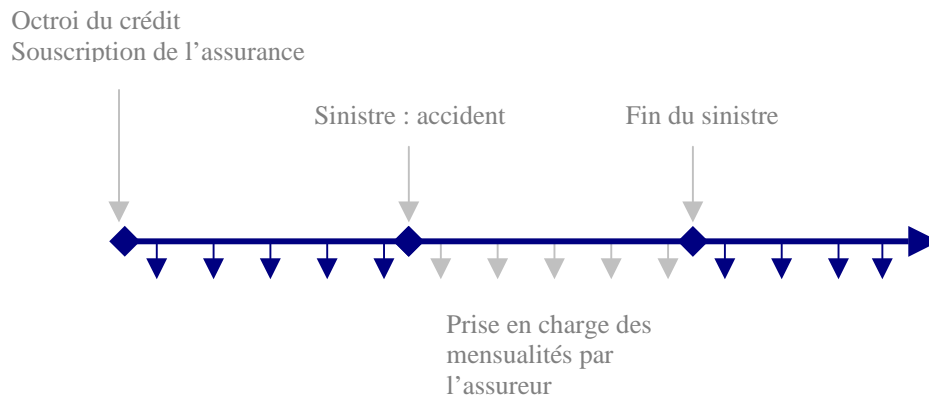 Octroi du crédit
Souscription de l’assurance
Sinistre : accident
Fin du sinistre
Prise en charge des
mensualités par
l’assureur